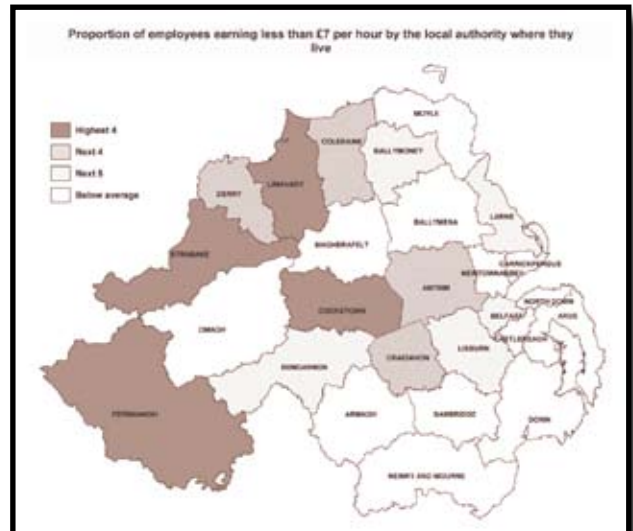 Proportion of employees earning less than £7 per hour by the local authority where they
live
Highest 4
Next 4
Next 5
Below average
MOYLE
COLERAINE
BALLYMONEY
LIMAVADY
DERRY
LARNE
BALLYMENA
STRABANE
MAGHERAFELT
CARRICKFERGUS
NEWTOWNABBEY
ANTRIM
COOKSTOWN
NORTH DOWN
BELFAST
ARDS
CASTLEREAGH
OMAGH
LISBURN
CRAIGAVON
DUNGANNON
FERMANAGH
ARMAGH
BANBRIDGE
DOWN
NEWRY AND MOURNE